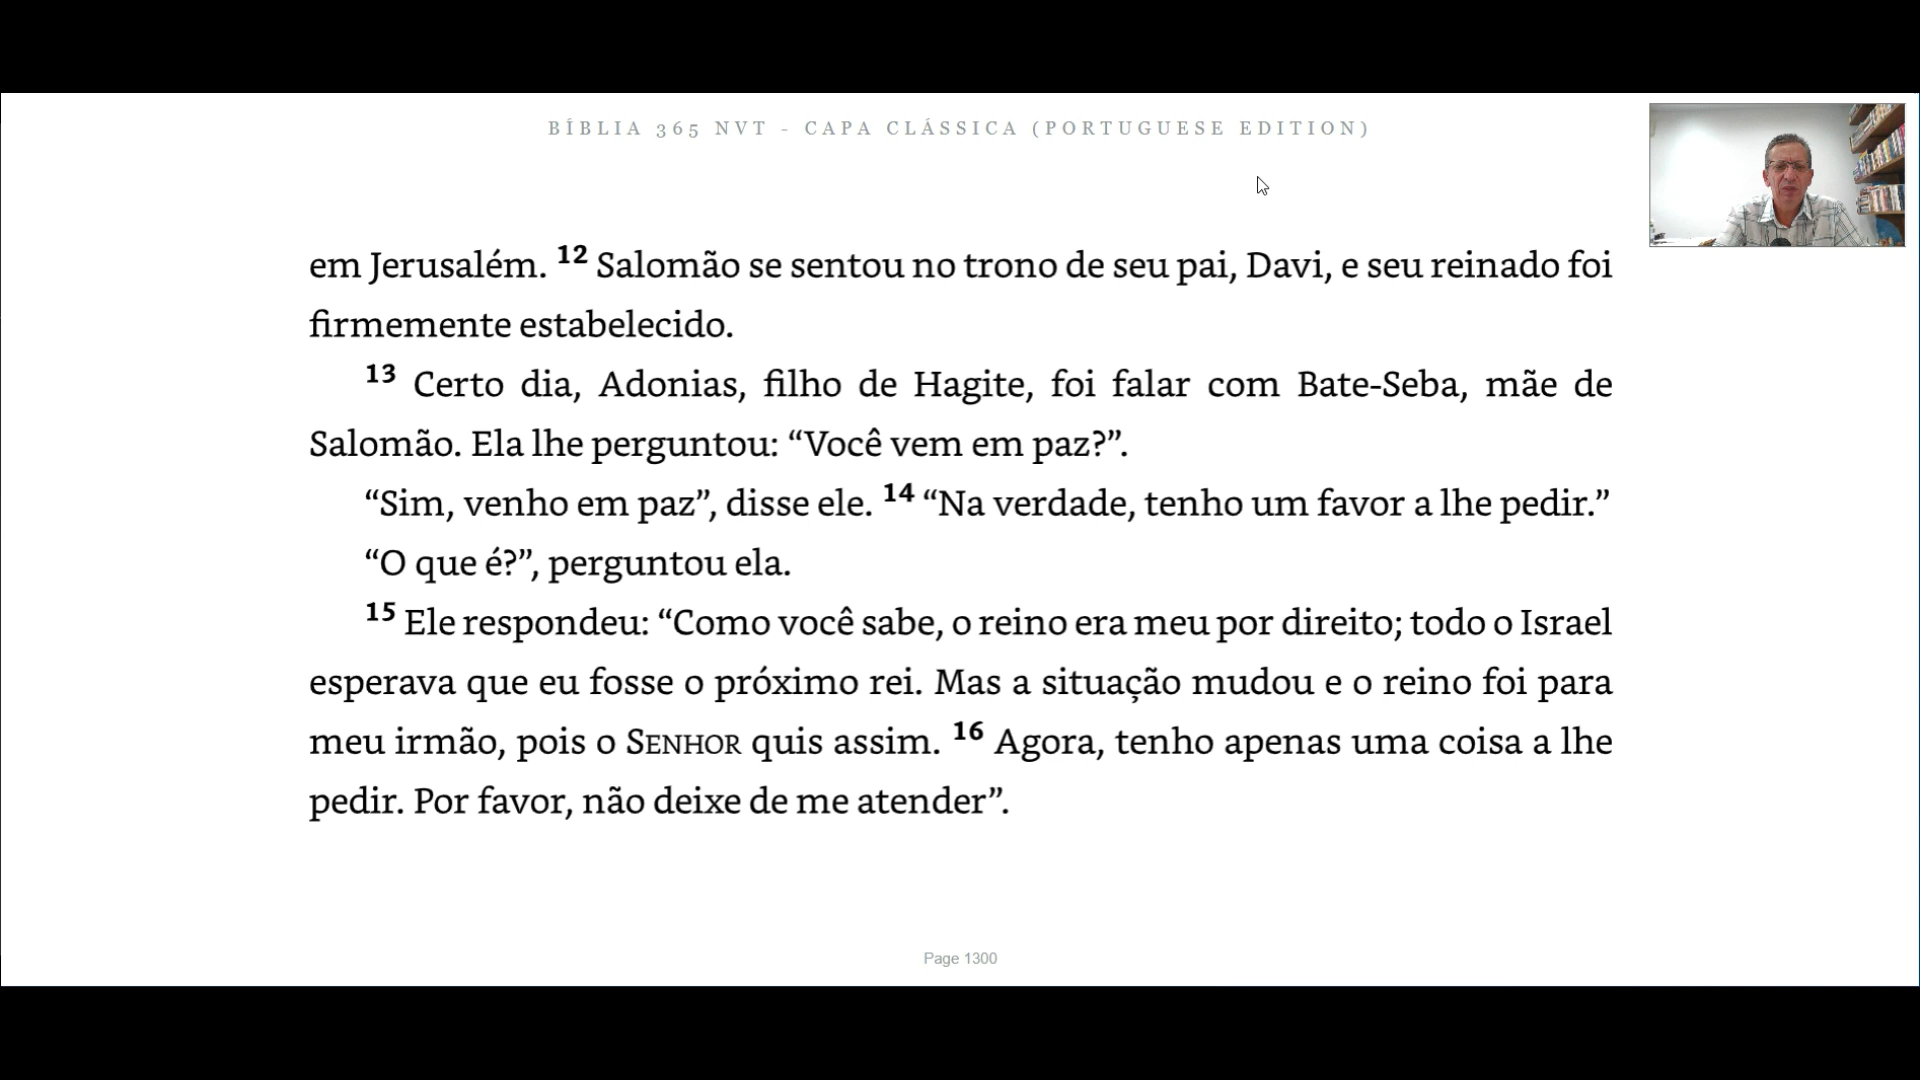 BÍBLIA 365 NVT - CAPA CLÁSSICA (PORTUGUESE EDITION)
em Jerusalém. 12 Salomão se sentou no trono de seu pai, Davi, e seu reinado foi
firmemente estabelecido.
13 Certo dia, Adonias, filho de Hagite, foi falar com Bate-Seba, mãe de
Salomão. Ela lhe perguntou: “Você vem em paz?”.
“Sim, venho em paz”, disse ele. 14 “Na verdade, tenho um favor a lhe pedir.”
“O que é?”, perguntou ela.
15 Ele respondeu: “Como você sabe, o reino era meu por direito; todo o Israel
esperava que eu fosse o próximo rei. Mas a situação mudou e o reino foi para
meu irmão, pois o SENHOR quis assim. 16 Agora, tenho apenas uma coisa a lhe
pedir. Por favor, não deixe de me atender”.
Page 1300